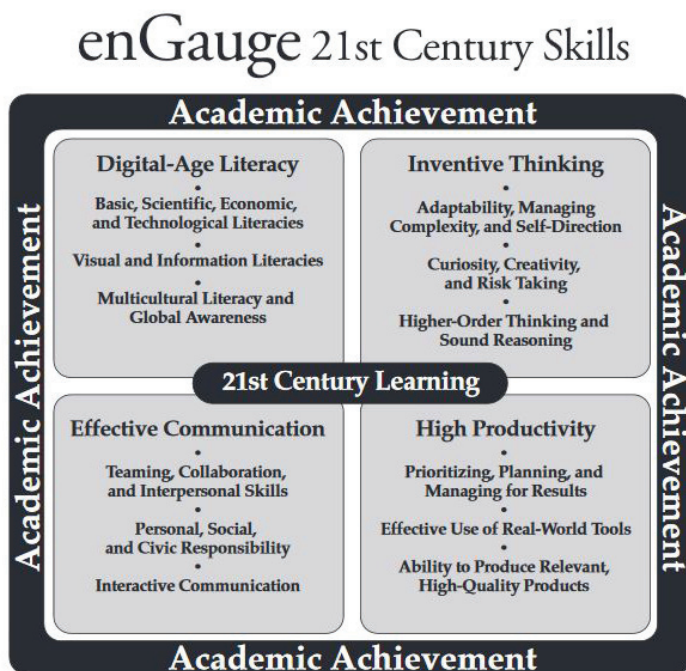 enGauge 21st Century Skills
Academic Achievement
Academic Achievement
Digital-Age Literacy
•
Basic, Scientific, Economic,
and Technological Literacies
•
Visual and Information Literacies
•
Multicultural Literacy and
Global Awareness
Inventive Thinking
•
Adaptability, Managing
Complexity, and Self-Direction
•
Curiosity, Creativity,
and Risk Taking
•
Higher-Order Thinking and
Sound Reasoning
Academic Achievement
21st Century Learning
Effective Communication
•
Teaming, Collaboration,
and Interpersonal Skills
•
Personal, Social,
and Civic Responsibility
•
Interactive Communication
High Productivity
•
Prioritizing, Planning, and
Managing for Results
•
Effective Use of Real-World Tools
•
Ability to Produce Relevant,
High-Quality Products
Academic Achievement